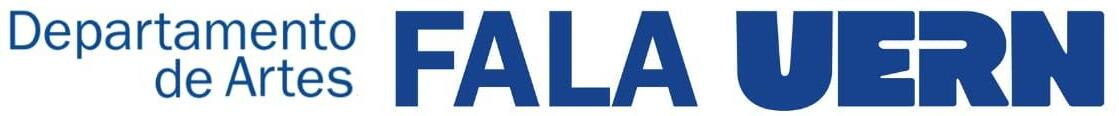 Departamento
de Artes
FALA UERN